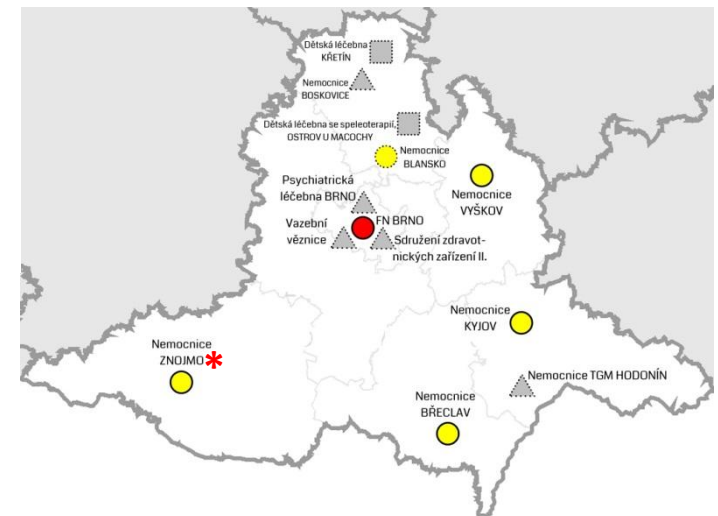 Dětská léčebna
KŘETÍN
Nemocnice
BOSKOVICE
Dětská léčebna se speleoterapií,
OSTROV U MACOCHY
Nemocnice
BLANSKO
Psychiatrická
léčebna BRNO
Nemocnice
VYŠKOV
FN BRNO
Vazební
věznice
Sdružení zdravot-
nických zařízení II.
Nemocnice
KYJOV
Nemocnice
ZNOJMO*
Nemocnice TGM HODONÍN
Nemocnice
BŘECLAV